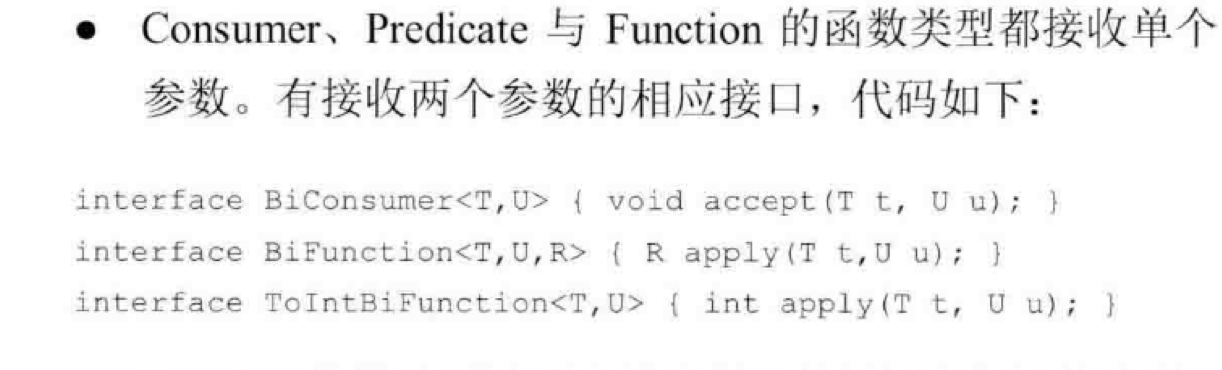 ● Consumer、Predicate 与 Function 的函数类型都接收单个
参数。有接收两个参数的相应接口，代码如下：
interface BiConsumer<T,U> { void accept(T t, U u); }
interface BiFunction<T,U,R> { R apply(T t,U u); }
interface ToIntBiFunction<T,U> { int apply(T t, U u); }